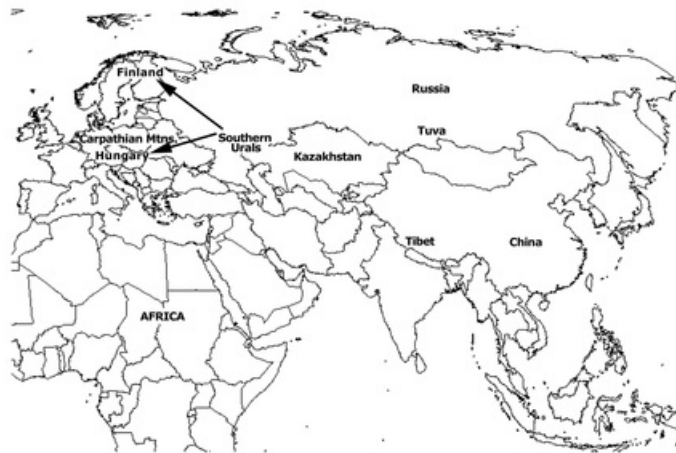 Finland
Russia
Tuva
Carpathian Mtns.
Southern
Urals
Hungary
Kazakhstan
Tibet
China
AFRICA